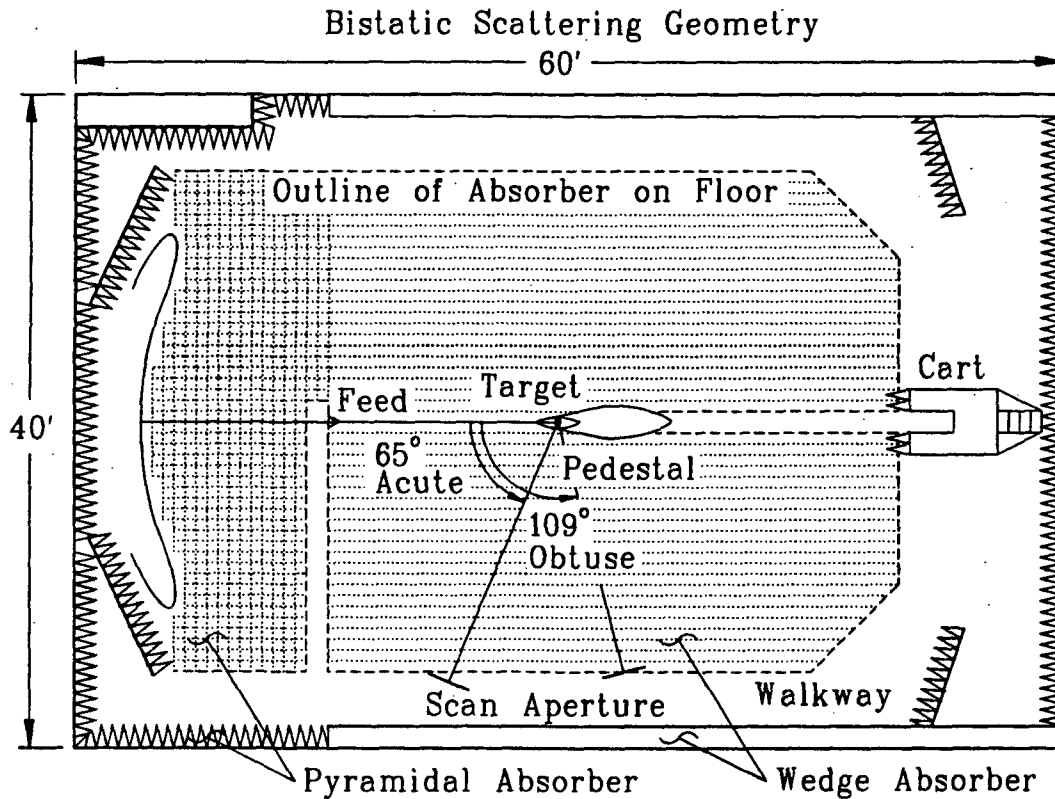 Bistatic Scattering Geometry
60'
Outline of Absorber on Floor
Cart
Target
Feed
40'
65°
Acute
Pedestal
109°
Obtuse
Scan Aperture
Walkway
Pyramidal Absorber
Wedge Absorber